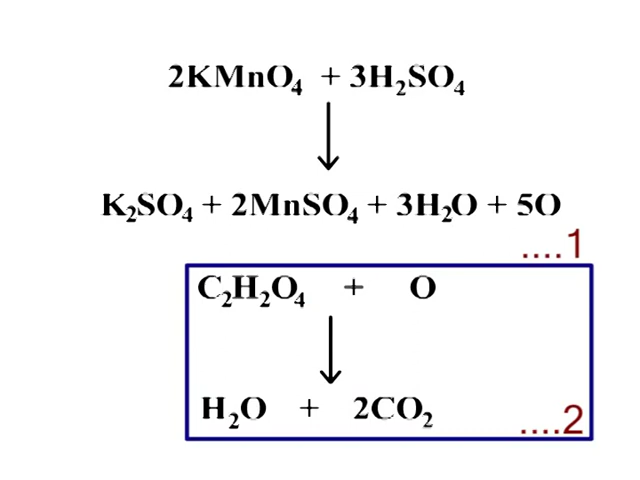 2KMnO₄ + 3H₂SO₄
K₂SO₄ + 2MnSO₄ + 3H₂O + 5O
....1
C₂H₂O₄ + O
H₂O + 2CO₂
....2